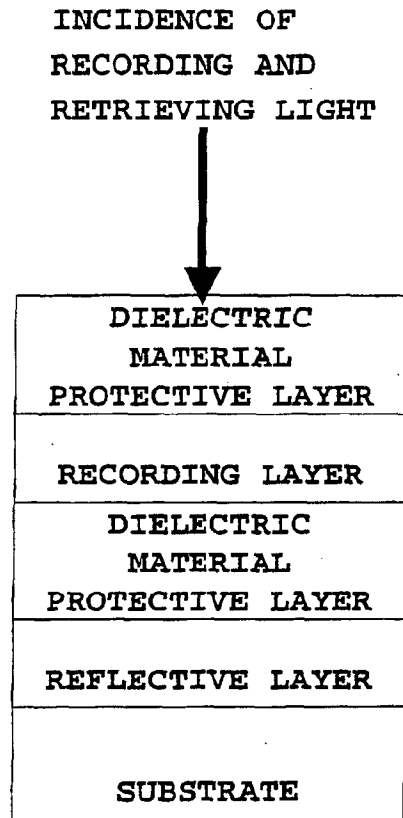 INCIDENCE OF
RECORDING AND
RETRIEVING LIGHT
DIELECTRIC
MATERIAL
PROTECTIVE LAYER
RECORDING LAYER
DIELECTRIC
MATERIAL
PROTECTIVE LAYER
REFLECTIVE LAYER
SUBSTRATE